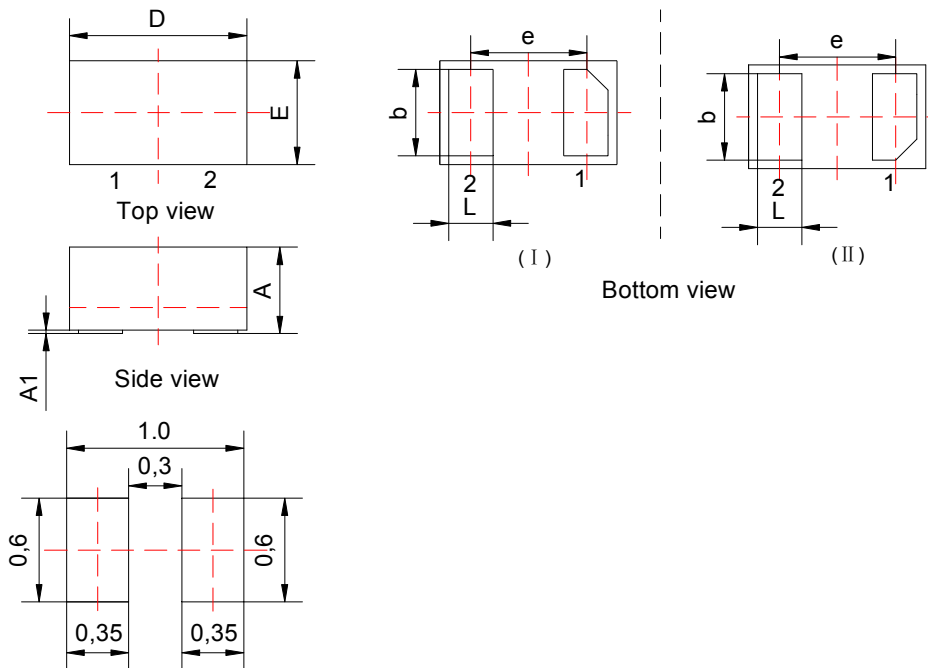 D
E
1 2
Top view
e
b
2 1
L
(Ⅰ)
e
b
2 1
L
(Ⅱ)
Bottom view
A
A1
Side view
1.0
0,3
0,6
0,6
0,35 0,35